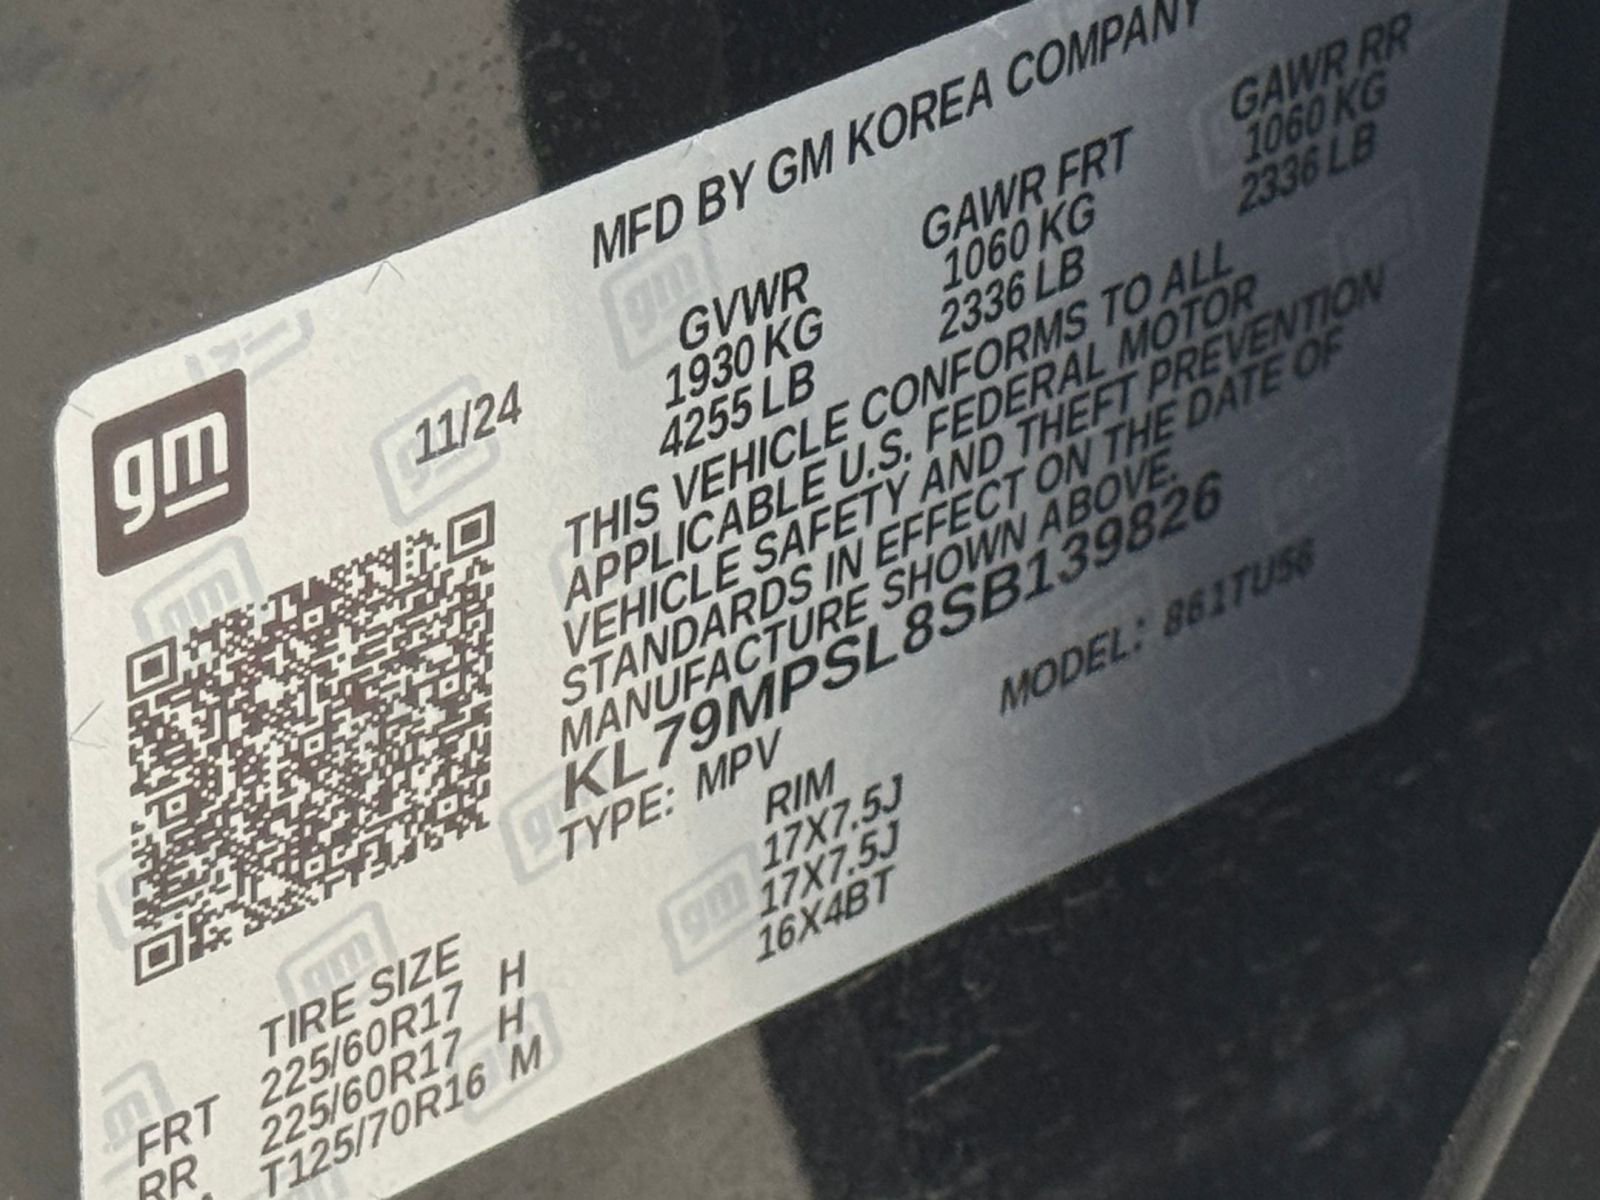 MFD BY GM KOREA COMPANY
gm
11/24
GVWR GAWR FRT GAWR RR
1930 KG 1060 KG 1060 KG
4255 LB 2336 LB 2336 LB
THIS VEHICLE CONFORMS TO ALL
APPLICABLE U.S. FEDERAL MOTOR
VEHICLE SAFETY AND THEFT PREVENTION
STANDARDS IN EFFECT ON THE DATE OF
MANUFACTURE SHOWN ABOVE.
KL79MPSL8SB139826
TYPE: MPV MODEL: 861TU56
TIRE SIZE RIM
FRT 225/60R17 H 17X7.5J
RR 225/60R17 H 17X7.5J
T125/70R16 M 16X4BT